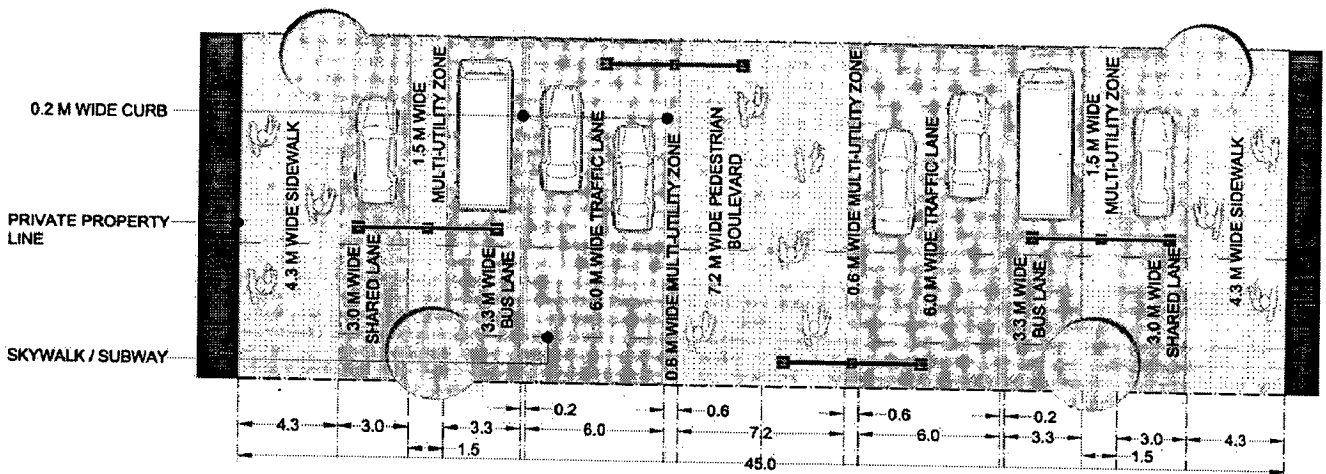 0.2 M WIDE CURB
PRIVATE PROPERTY
LINE
SKYWALK / SUBWAY
4.3 M WIDE SIDEWALK
3.0 M WIDE
SHARED LANE
1.5 M WIDE
MULTI-UTILITY ZONE
3.3 M WIDE
BUS LANE
6.0 M WIDE TRAFFIC LANE
0.6 M WIDE MULTI-UTILITY ZONE
7.2 M WIDE PEDESTRIAN
BOULEVARD
0.6 M WIDE MULTI-UTILITY ZONE
6.0 M WIDE TRAFFIC LANE
3.3 M WIDE
BUS LANE
1.5 M WIDE
MULTI-UTILITY ZONE
3.0 M WIDE
SHARED LANE
4.3 M WIDE SIDEWALK
0.2 0.6 0.6 0.2
4.3 3.0 3.3 6.0 7.2 6.0 3.3 3.0 4.3
1.5 1.5
45.0